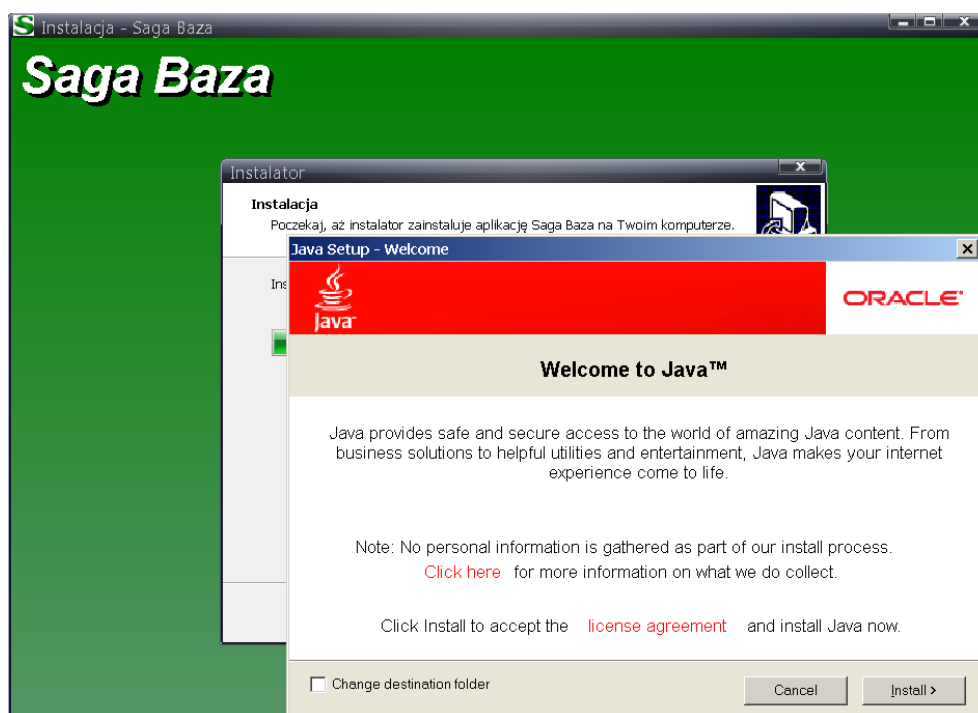 Instalacja - Saga Baza
Saga Baza
Instalator
Instalacja
Poczekaj, aż instalator zainstaluje aplikację Saga Baza na Twoim komputerze.
Java Setup - Welcome
Java
ORACLE
Welcome to Java™
Java provides safe and secure access to the world of amazing Java content. From
business solutions to helpful utilities and entertainment, Java makes your internet
experience come to life.
Note: No personal information is gathered as part of our install process.
Click here for more information on what we do collect.
Click Install to accept the license agreement and install Java now.
Change destination folder
Cancel
Install >